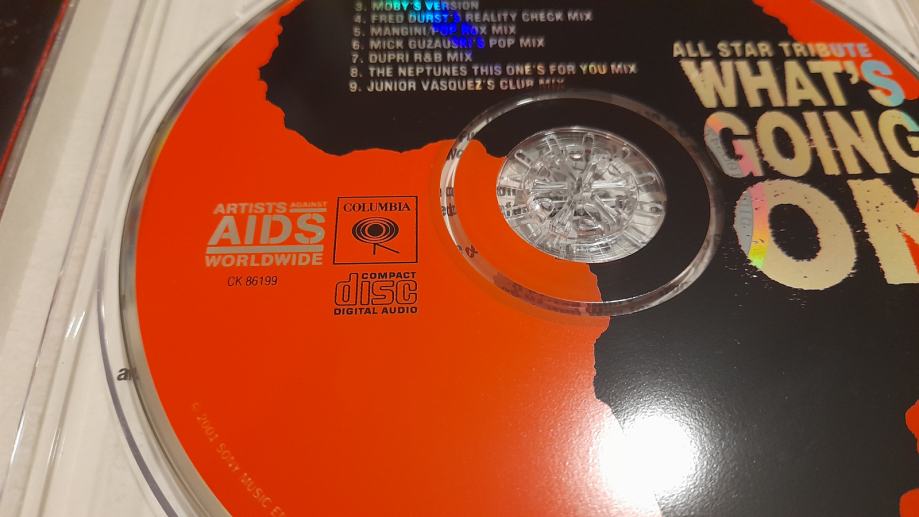 3. MOBY'S VERSION
4. FRED DURST'S REALITY CHECK MIX
5. MANGINI/POP ROX MIX
6. MICK GUZAUSKI'S POP MIX
7. DUPRI R&B MIX
8. THE NEPTUNES THIS ONE'S FOR YOU MIX
9. JUNIOR VASQUEZ'S CLUB MIX
ALL STAR TRIBUTE
WHAT'S
GOING
ON
ARTISTS AGAINST
AIDS
WORLDWIDE
CK 86199
COLUMBIA
COMPACT
disc
DIGITAL AUDIO
© 2001 SONY MUSIC